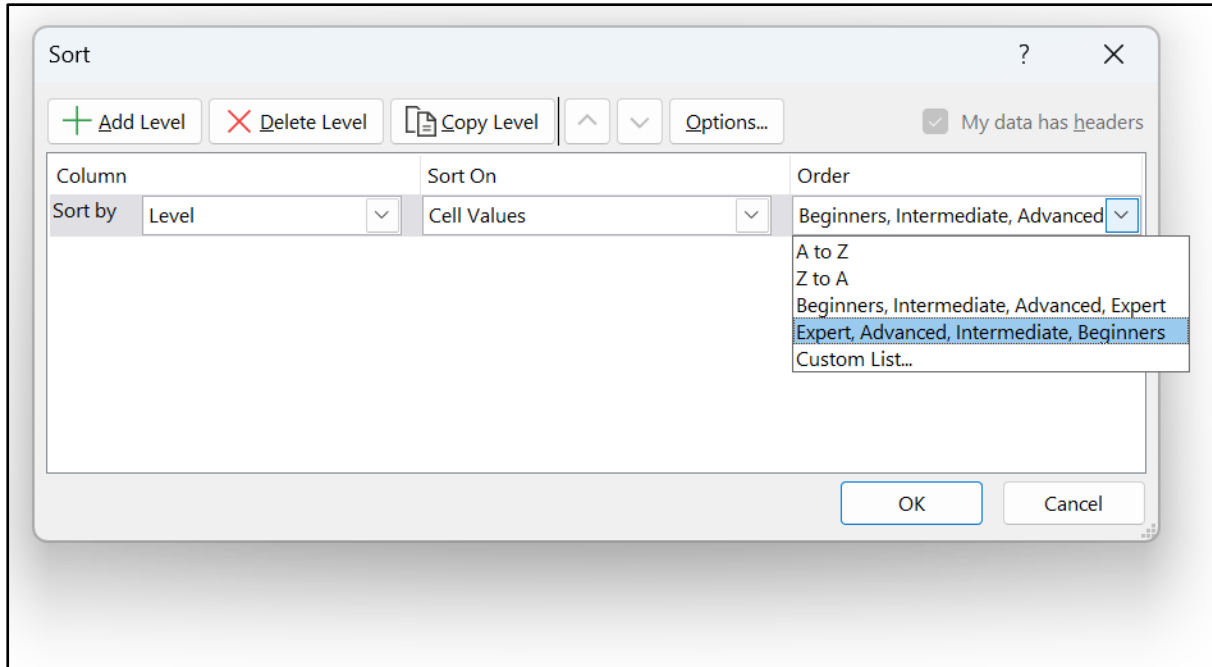 Sort ?
Add Level Delete Level Copy Level Options... My data has headers
Column Sort On Order
Sort by Level Cell Values Beginners, Intermediate, Advanced
A to Z
Z to A
Beginners, Intermediate, Advanced, Expert
Expert, Advanced, Intermediate, Beginners
Custom List...
OK Cancel